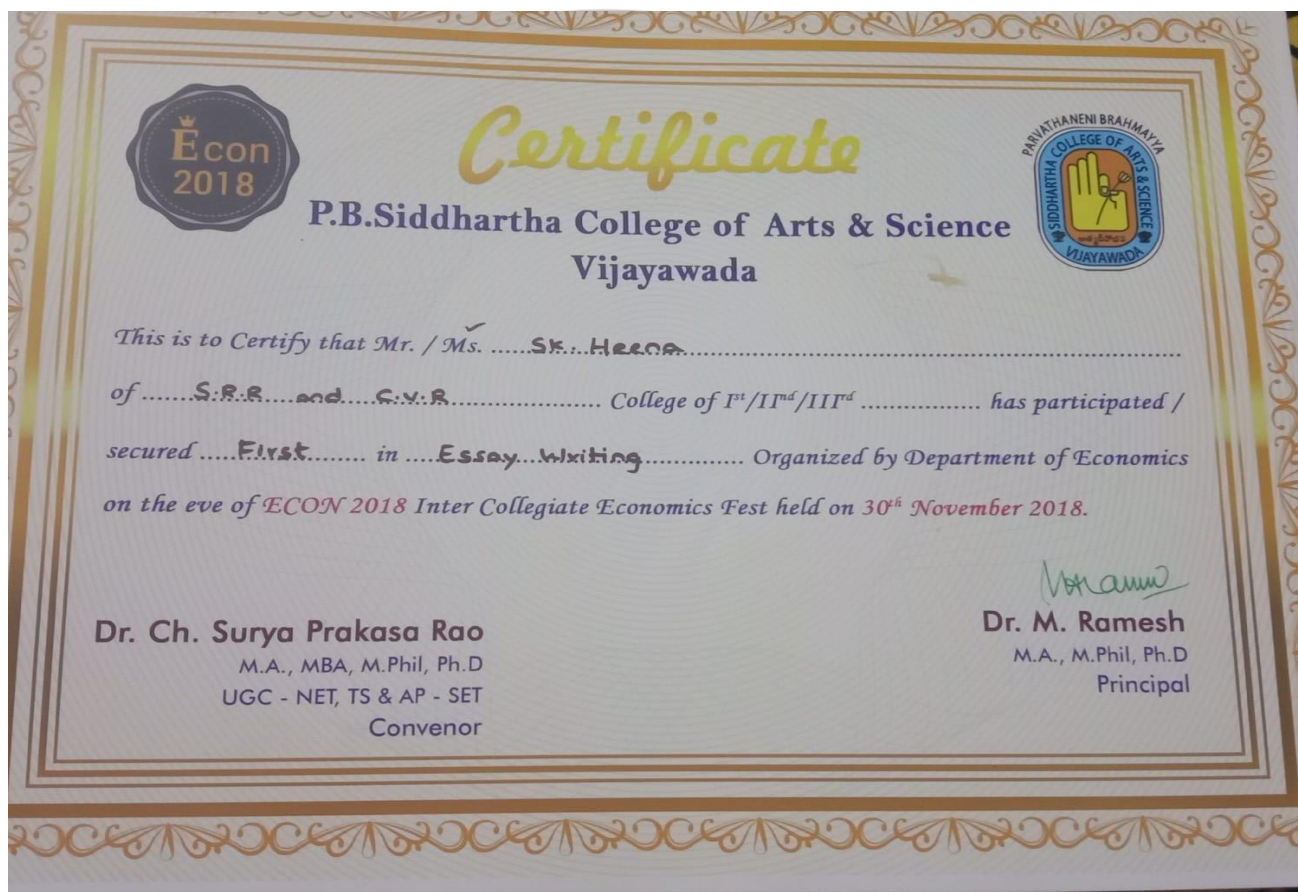 Econ
2018
Certificate
PARVATHANENI BRAHMAYYA
SIDDHARTHA COLLEGE OF ARTS & SCIENCE
VIJAYAWADA
P.B.Siddhartha College of Arts & Science
Vijayawada
This is to Certify that Mr. / Ms. ......SK. Heena......
of ......S.R.R and C.V.R...... College of Ist/IInd/IIIrd ................ has participated /
secured .....First....... in ....Essay Writing............. Organized by Department of Economics
on the eve of ECON 2018 Inter Collegiate Economics Fest held on 30th November 2018.
Dr. Ch. Surya Prakasa Rao
M.A., MBA, M.Phil, Ph.D
UGC - NET, TS & AP - SET
Convenor
Dr. M. Ramesh
M.A., M.Phil, Ph.D
Principal